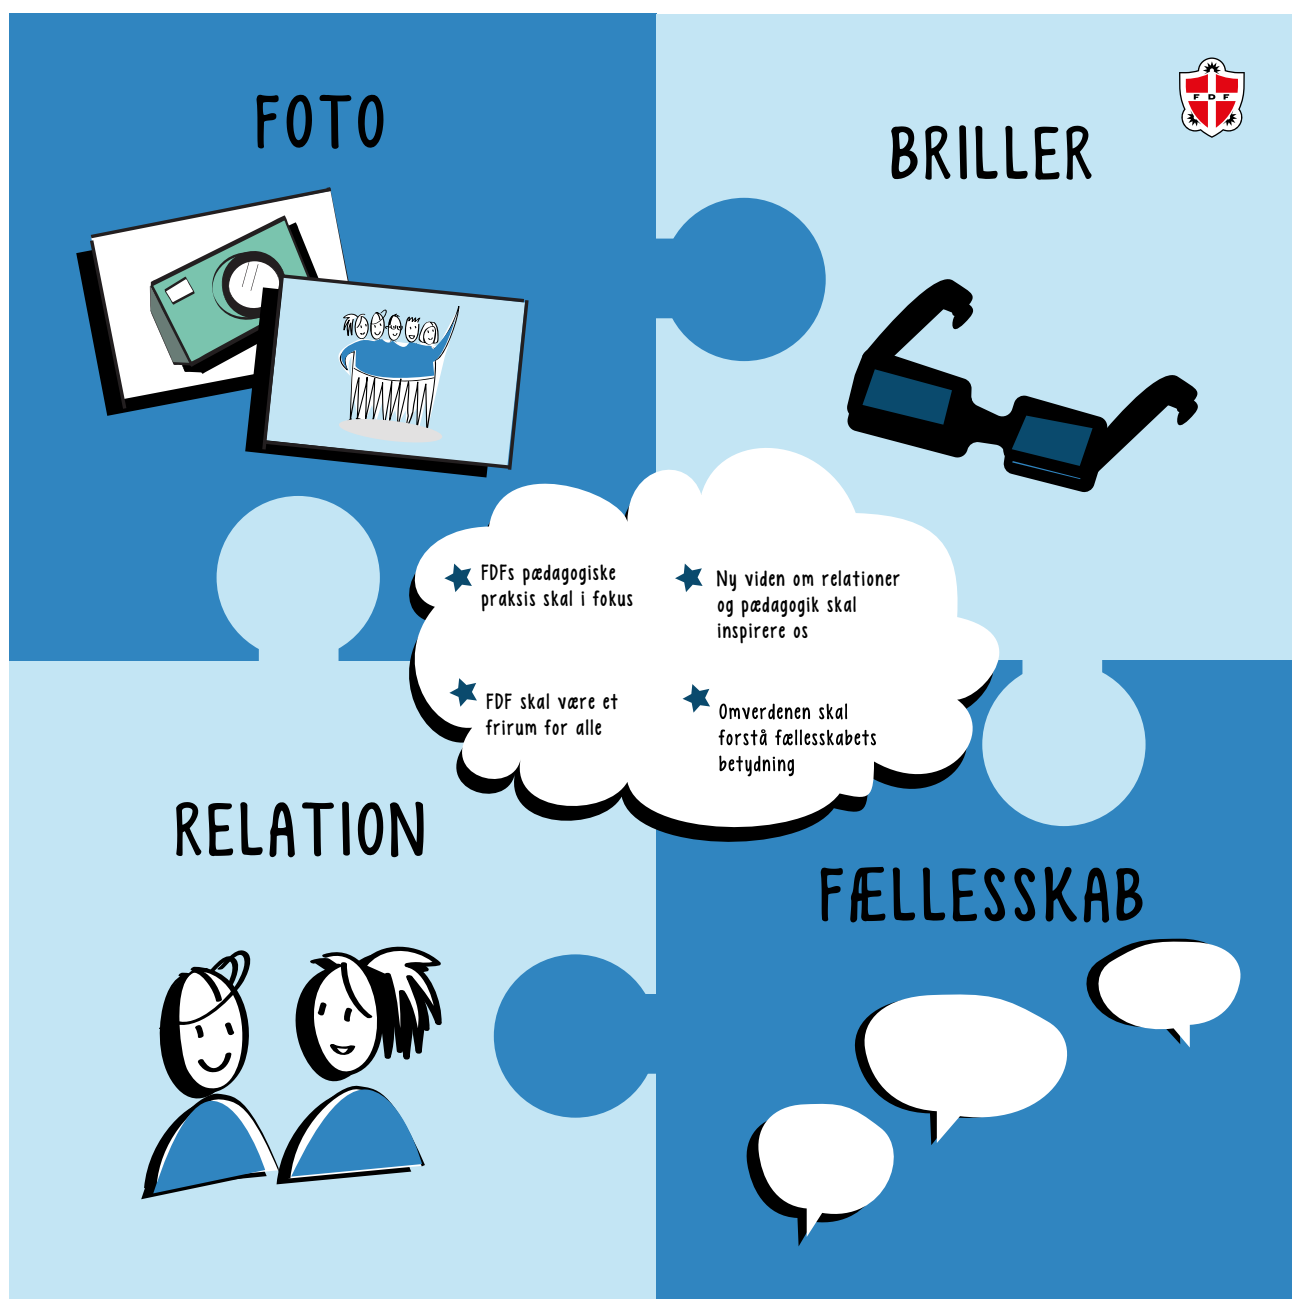 FOTO
BRILLER
FDF
FDFs pædagogiske
praksis skal i fokus
Ny viden om relationer
og pædagogik skal
inspirere os
FDF skal være et
frirum for alle
Omverdenen skal
forstå fællesskabets
betydning
RELATION
FÆLLESSKAB